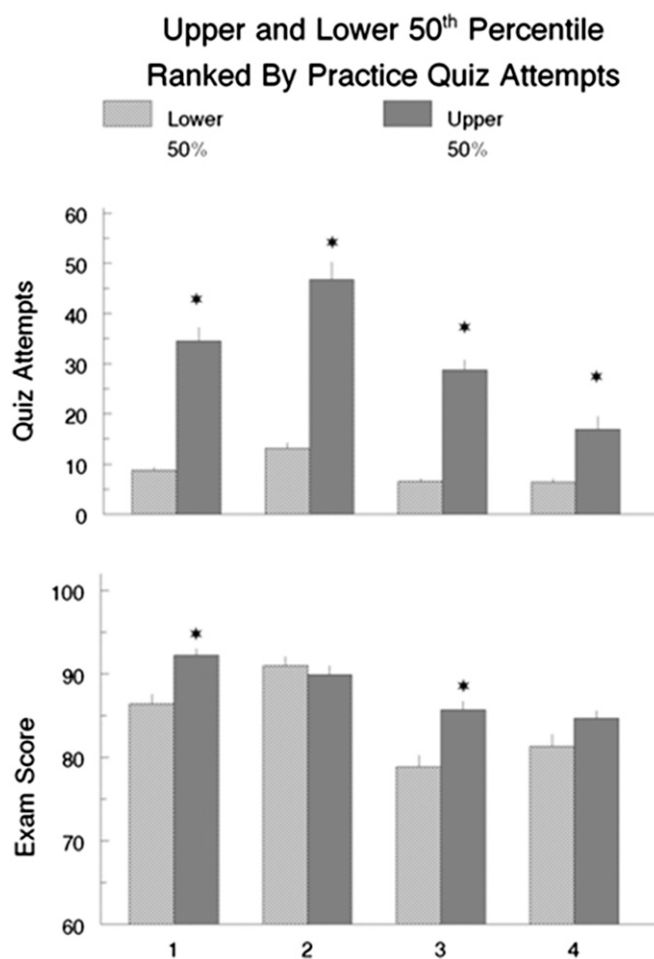 Upper and Lower 50th Percentile
Ranked By Practice Quiz Attempts
Lower
50%
Upper
50%
Quiz Attempts
60
50
40
30
20
10
0
Exam Score
100
90
80
70
60
1 2 3 4